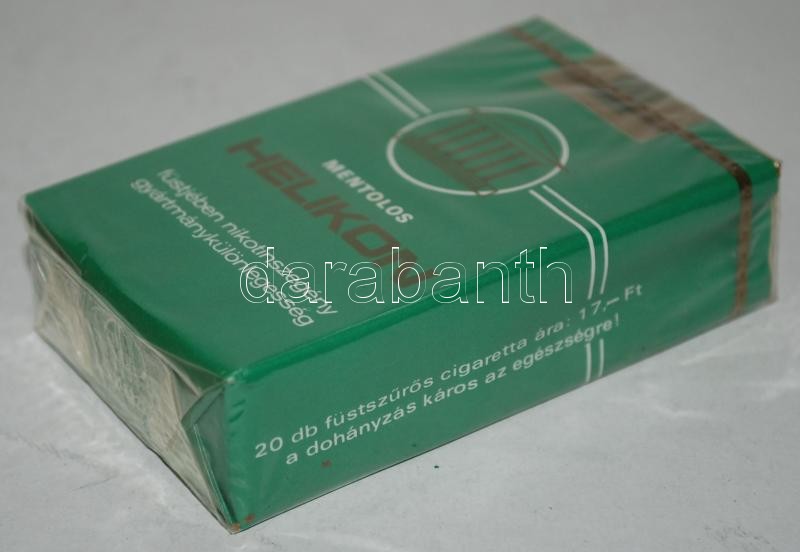 MENTOLOS
HELIKON
füstjében nikotinszegény
gyártmánykülönlegesség
darabanth
20 db füstszűrős cigaretta ára: 17,– Ft
a dohányzás káros az egészségre!